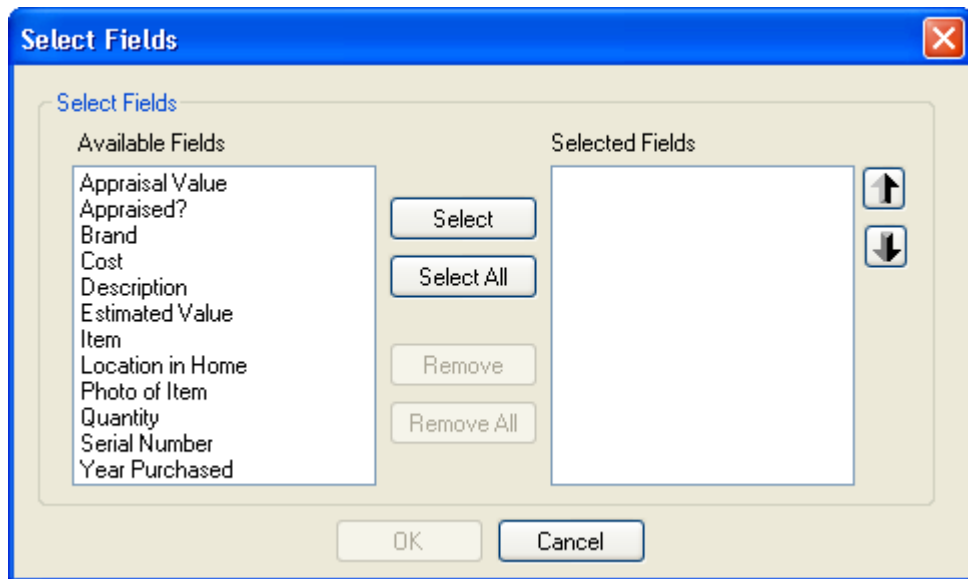 Select Fields
Select Fields
Available Fields
Selected Fields
Appraisal Value
Appraised?
Brand
Cost
Description
Estimated Value
Item
Location in Home
Photo of Item
Quantity
Serial Number
Year Purchased
Select
Select All
Remove
Remove All
OK
Cancel